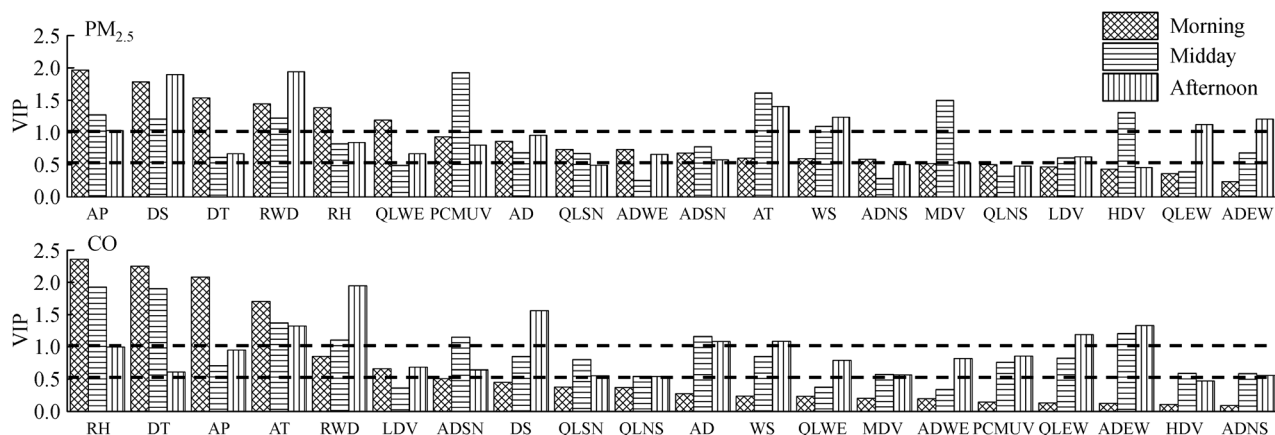 PM2.5
Morning
Midday
Afternoon
VIP
2.5
2.0
1.5
1.0
0.5
0.0
AP DS DT RWD RH QLWE PCMUV AD QLSN ADWE ADSN AT WS ADNS MDV QLNS LDV HDV QLEW ADEW
CO
VIP
2.5
2.0
1.5
1.0
0.5
0.0
RH DT AP AT RWD LDV ADSN DS QLSN QLNS AD WS QLWE MDV ADWE PCMUV QLEW ADEW HDV ADNS